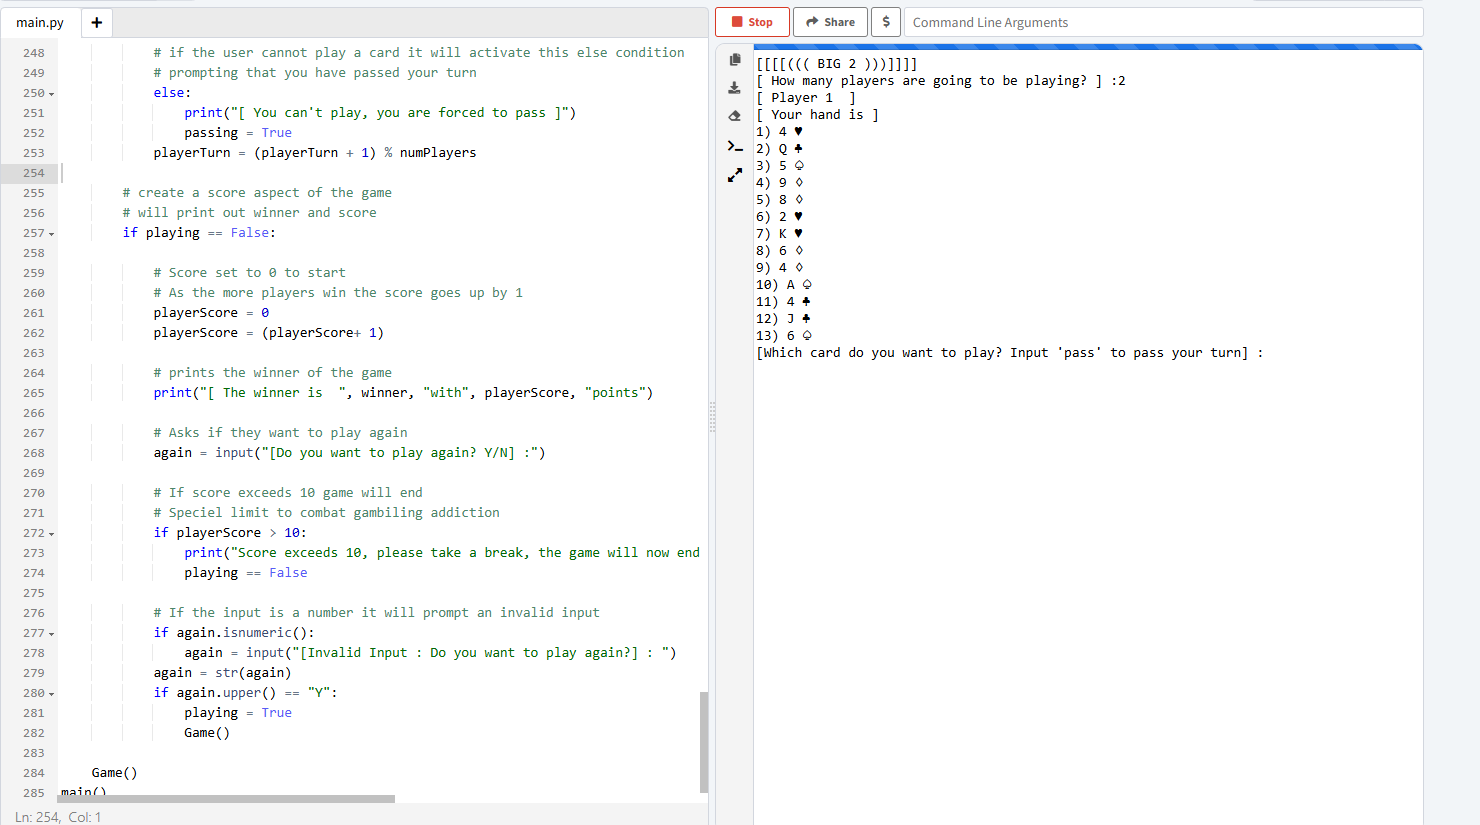 main.py +
Stop Share $ Command Line Arguments
248 # if the user cannot play a card it will activate this else condition
249 # prompting that you have passed your turn
250 else:
251 print("[ You can't play, you are forced to pass ]")
252 passing = True
253 playerTurn = (playerTurn + 1) % numPlayers
254
255 # create a score aspect of the game
256 # will print out winner and score
257 if playing == False:
258
259 # Score set to 0 to start
260 # As the more players win the score goes up by 1
261 playerScore = 0
262 playerScore = (playerScore+ 1)
263
264 # prints the winner of the game
265 print("[ The winner is  ", winner, "with", playerScore, "points")
266
267 # Asks if they want to play again
268 again = input("[Do you want to play again? Y/N] :")
269
270 # If score exceeds 10 game will end
271 # Speciel limit to combat gambiling addiction
272 if playerScore > 10:
273 print("Score exceeds 10, please take a break, the game will now end
274 playing == False
275
276 # If the input is a number it will prompt an invalid input
277 if again.isnumeric():
278 again = input("[Invalid Input : Do you want to play again?] : ")
279 again = str(again)
280 if again.upper() == "Y":
281 playing = True
282 Game()
283
284 Game()
285 main()
Ln: 254, Col: 1
[[[[((( BIG 2 )))]]]]
[ How many players are going to be playing? ] :2
[ Player 1  ]
[ Your hand is ]
1) 4 ♥
2) Q ♣
3) 5 ♤
4) 9 ♢
5) 8 ♢
6) 2 ♥
7) K ♥
8) 6 ♢
9) 4 ♢
10) A ♤
11) 4 ♣
12) J ♣
13) 6 ♤
[Which card do you want to play? Input 'pass' to pass your turn] :